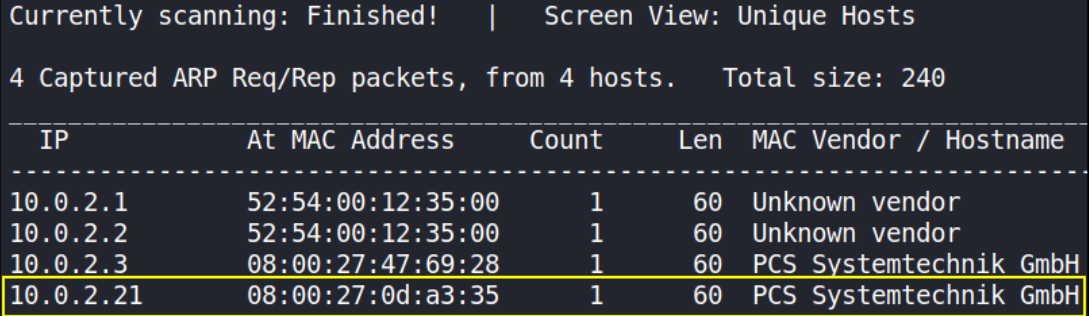 Currently scanning: Finished!   |   Screen View: Unique Hosts
4 Captured ARP Req/Rep packets, from 4 hosts.   Total size: 240
_____________________________________________________________________________
IP            At MAC Address     Count     Len  MAC Vendor / Hostname
-----------------------------------------------------------------------------
10.0.2.1        52:54:00:12:35:00      1      60  Unknown vendor
10.0.2.2        52:54:00:12:35:00      1      60  Unknown vendor
10.0.2.3        08:00:27:47:69:28      1      60  PCS Systemtechnik GmbH
10.0.2.21       08:00:27:0d:a3:35      1      60  PCS Systemtechnik GmbH